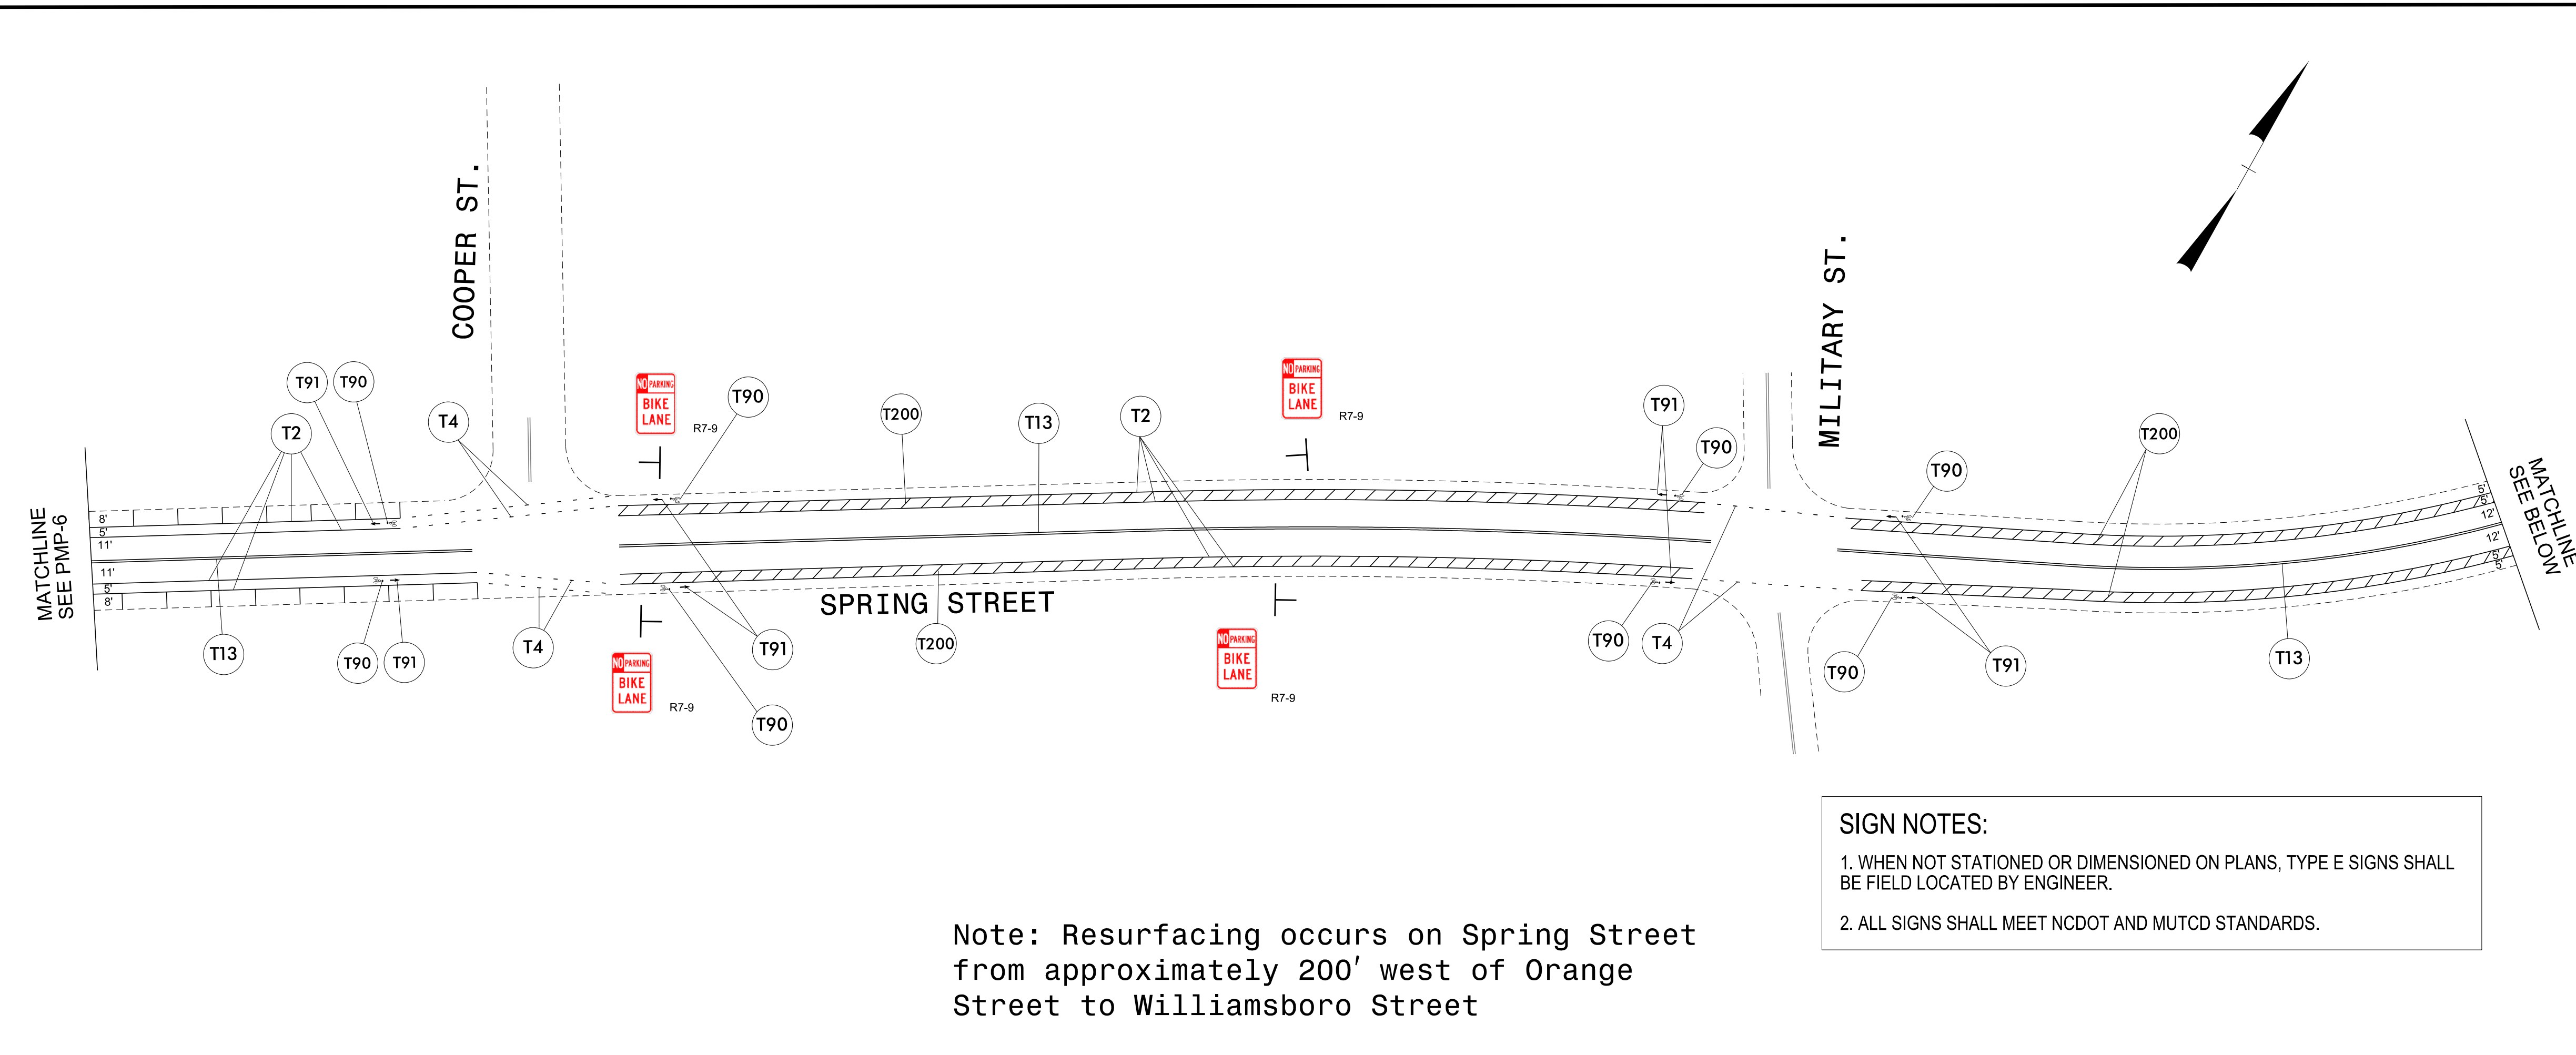 COOPER ST.
MILITARY ST.
T91
T90
T2
T4
NO PARKING
BIKE
LANE
R7-9
T90
T200
T13
T2
NO PARKING
BIKE
LANE
R7-9
T91
T90
T90
T200
MATCHLINE
SEE PMP-6
8'
5'
11'
11'
5'
8'
5'
5'
12'
12'
5'
5'
MATCHLINE
SEE BELOW
SPRING STREET
T13
T90
T91
T4
NO PARKING
BIKE
LANE
R7-9
T91
T90
T200
NO PARKING
BIKE
LANE
R7-9
T90
T4
T90
T91
T13
SIGN NOTES:
1. WHEN NOT STATIONED OR DIMENSIONED ON PLANS, TYPE E SIGNS SHALL
BE FIELD LOCATED BY ENGINEER.
2. ALL SIGNS SHALL MEET NCDOT AND MUTCD STANDARDS.
Note: Resurfacing occurs on Spring Street
from approximately 200' west of Orange
Street to Williamsboro Street